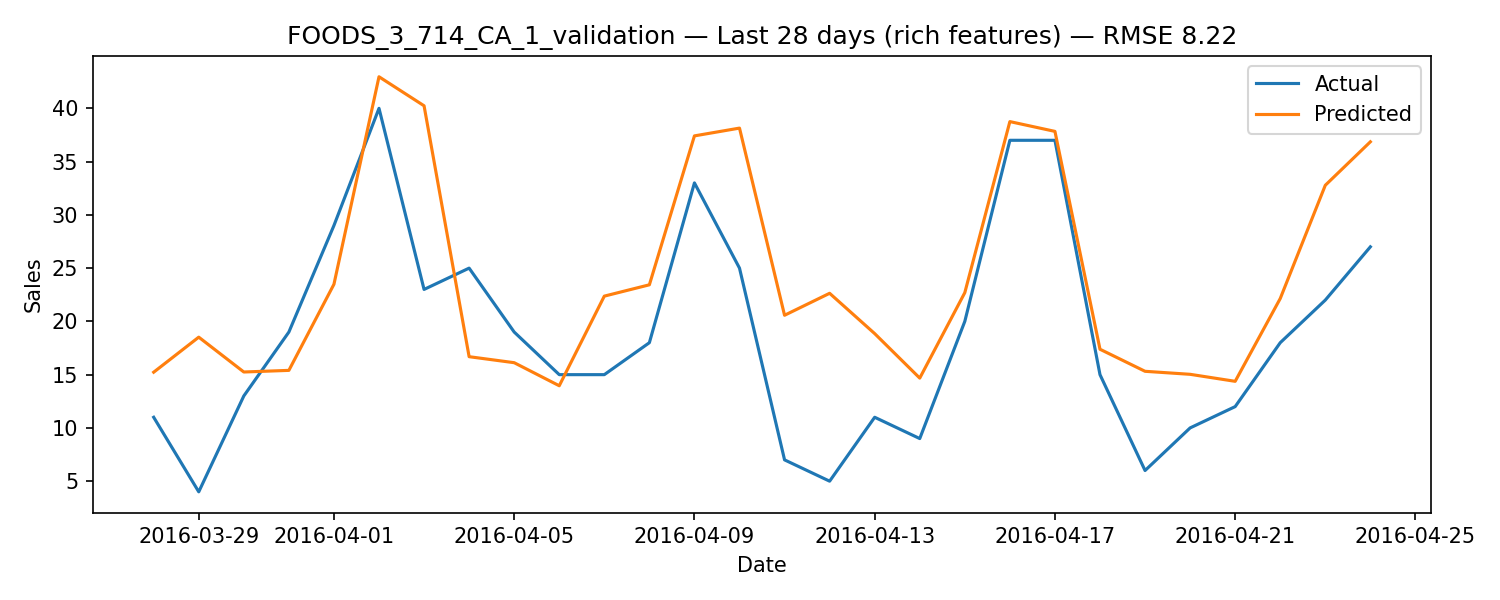 FOODS_3_714_CA_1_validation — Last 28 days (rich features) — RMSE 8.22
Actual
Predicted
Sales
40
35
30
25
20
15
10
5
2016-03-29 2016-04-01 2016-04-05 2016-04-09 2016-04-13 2016-04-17 2016-04-21 2016-04-25
Date